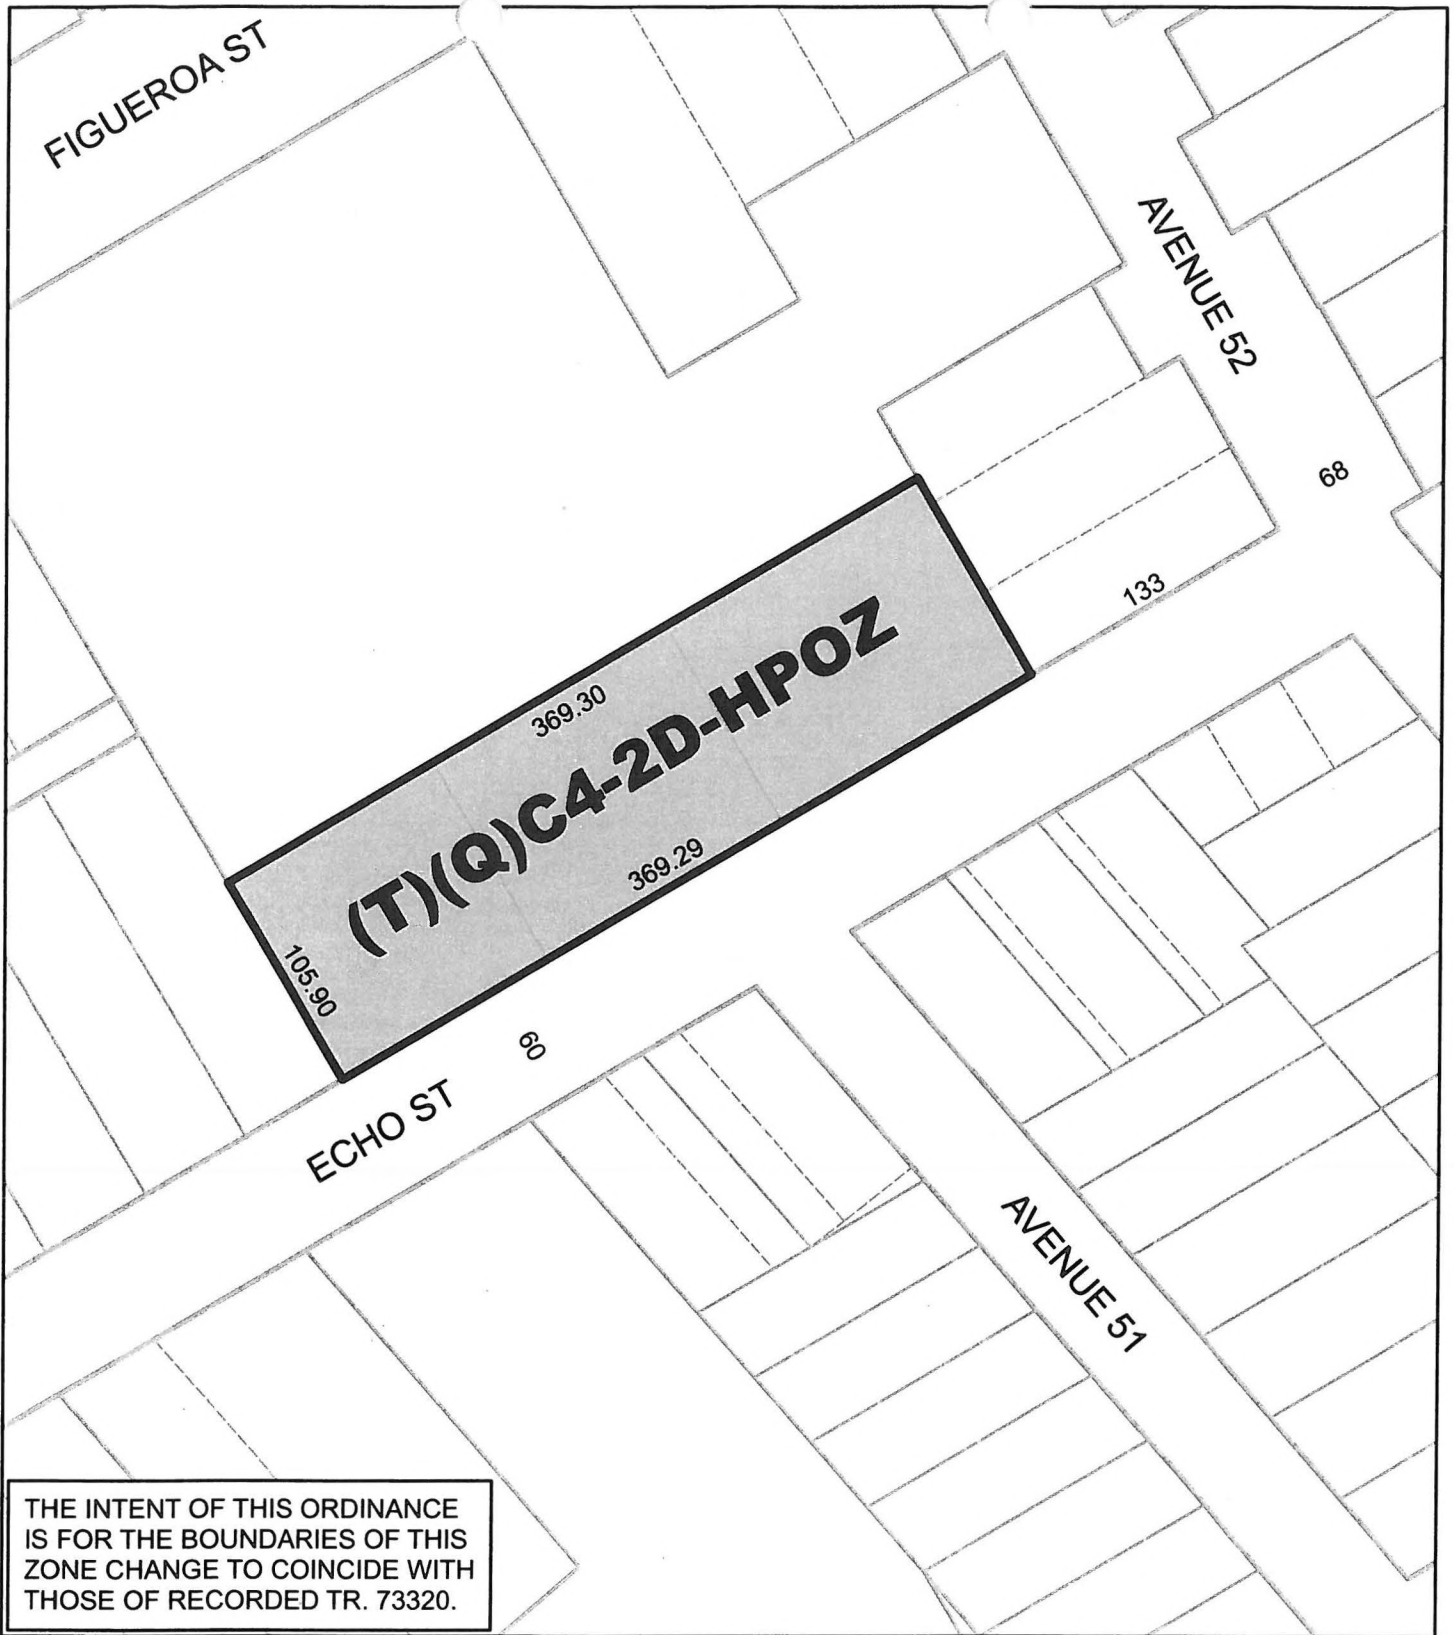 FIGUEROA ST
AVENUE 52
68
133
369.30
(T)(Q)C4-2D-HPOZ
369.29
105.90
60
ECHO ST
AVENUE 51
THE INTENT OF THIS ORDINANCE
IS FOR THE BOUNDARIES OF THIS
ZONE CHANGE TO COINCIDE WITH
THOSE OF RECORDED TR. 73320.